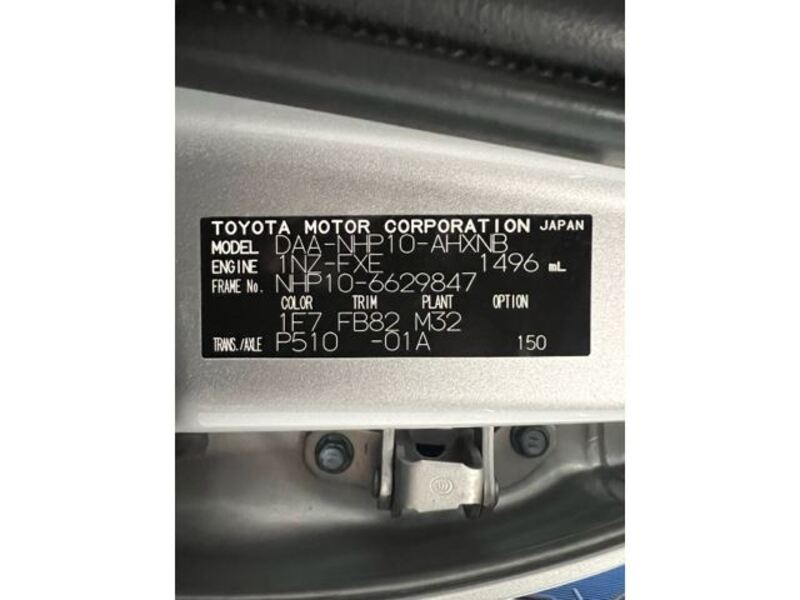 TOYOTA MOTOR CORPORATION JAPAN
MODEL DAA-NHP10-AHXNB
ENGINE 1NZ-FXE 1496 mL
FRAME No. NHP10-6629847
COLOR TRIM PLANT OPTION
1F7 FB82 M32
TRANS./AXLE P510 -01A 150